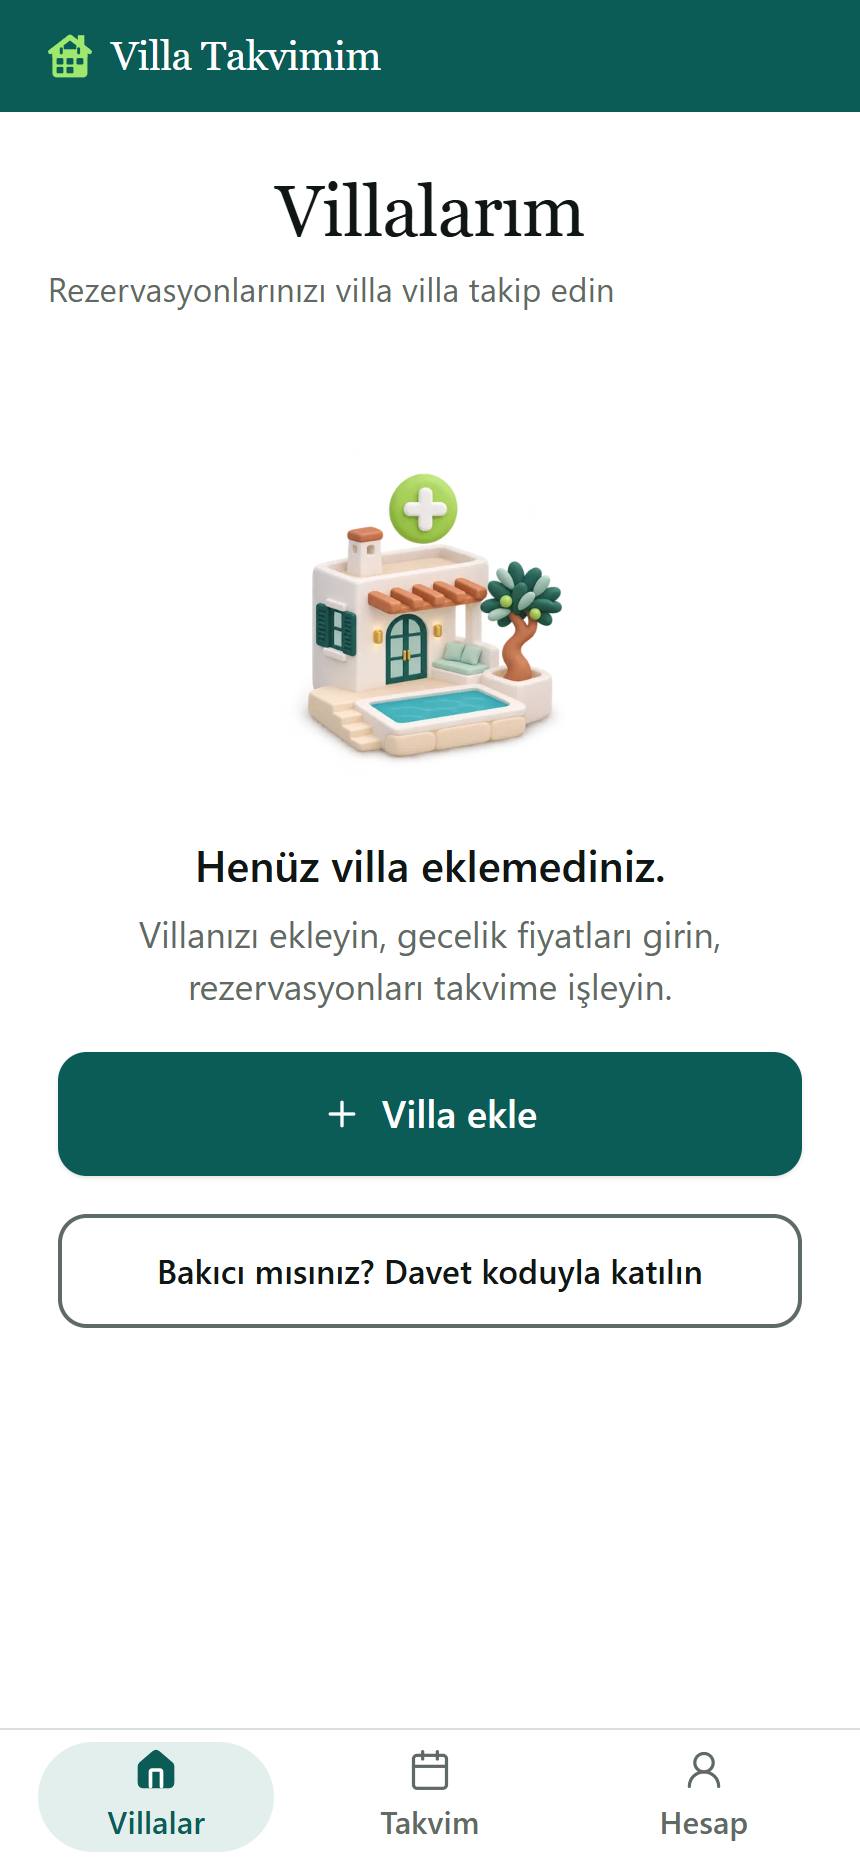 Villa Takvimim
Villalarım
Rezervasyonlarınızı villa villa takip edin
Henüz villa eklemediniz.
Villanızı ekleyin, gecelik fiyatları girin,
rezervasyonları takvime işleyin.
+ Villa ekle
Bakıcı mısınız? Davet koduyla katılın
Villalar
Takvim
Hesap